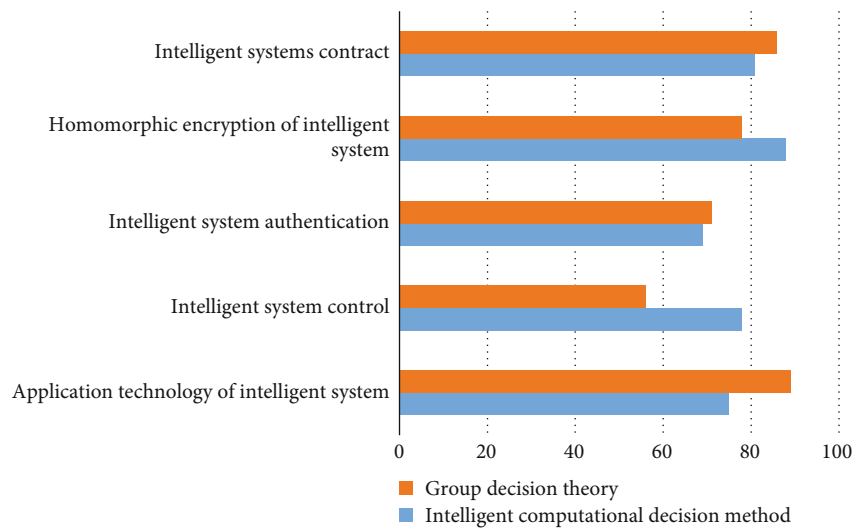 Intelligent systems contract
Homomorphic encryption of intelligent
system
Intelligent system authentication
Intelligent system control
Application technology of intelligent system
0 20 40 60 80 100
Group decision theory
Intelligent computational decision method